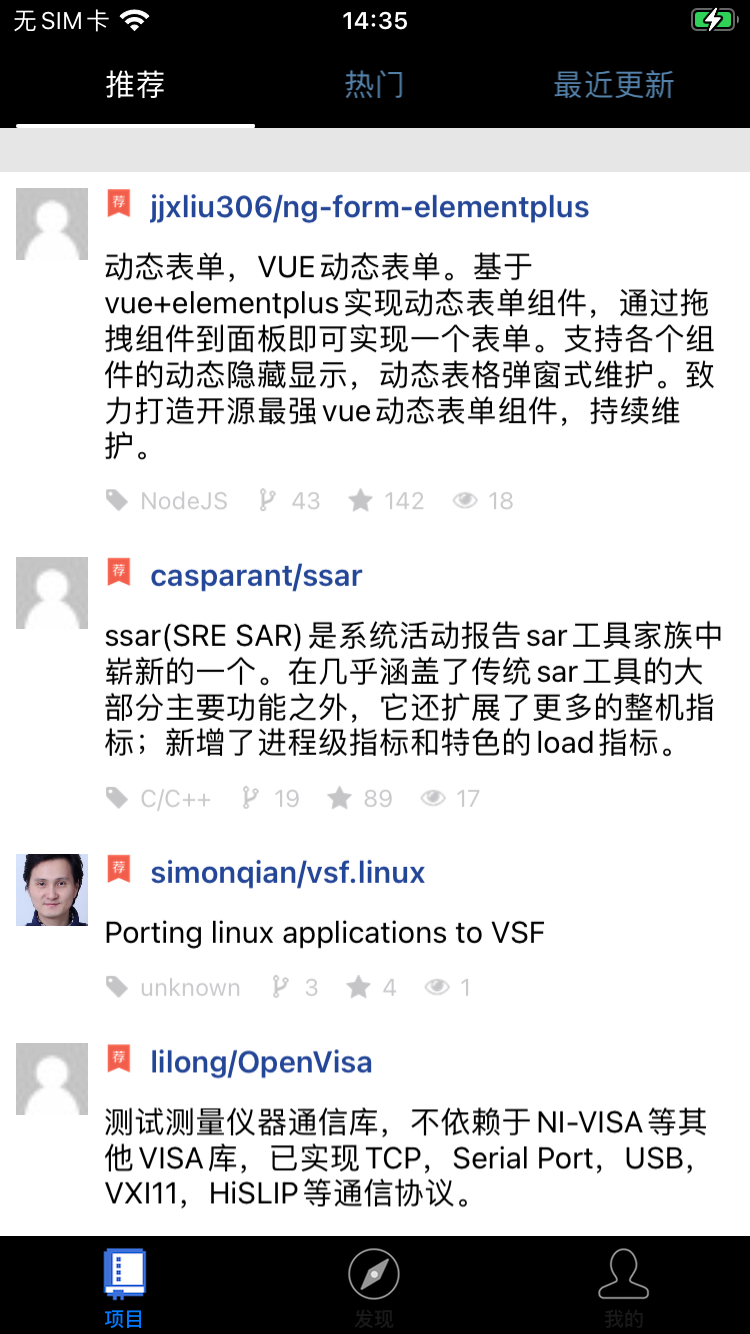 无SIM卡 14:35
推荐 热门 最近更新
荐 jjxliu306/ng-form-elementplus
动态表单，VUE动态表单。基于
vue+elementplus实现动态表单组件，通过拖
拽组件到面板即可实现一个表单。支持各个组
件的动态隐藏显示，动态表格弹窗式维护。致
力打造开源最强vue动态表单组件，持续维
护。
NodeJS 43 142 18
荐 casparant/ssar
ssar(SRE SAR)是系统活动报告sar工具家族中
崭新的一个。在几乎涵盖了传统sar工具的大
部分主要功能之外，它还扩展了更多的整机指
标；新增了进程级指标和特色的load指标。
C/C++ 19 89 17
荐 simonqian/vsf.linux
Porting linux applications to VSF
unknown 3 4 1
荐 lilong/OpenVisa
测试测量仪器通信库，不依赖于NI-VISA等其
他VISA库，已实现TCP，Serial Port，USB，
VXI11，HiSLIP等通信协议。
项目 发现 我的